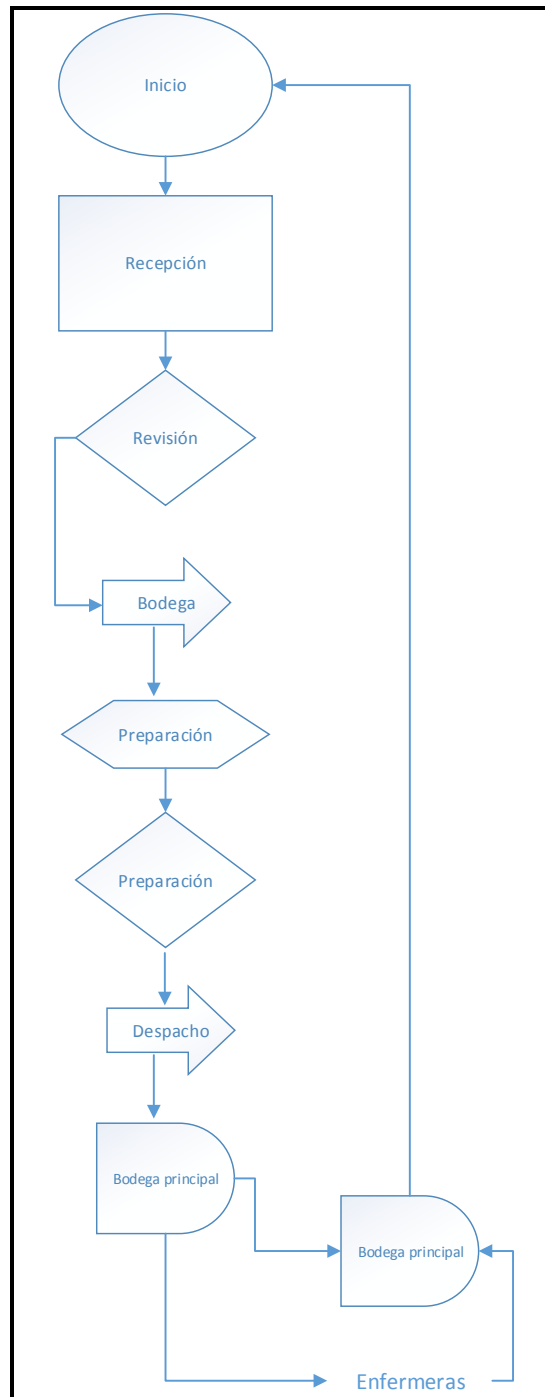 Inicio
Recepción
Revisión
Bodega
Preparación
Preparación
Despacho
Bodega principal
Bodega principal
Enfermeras